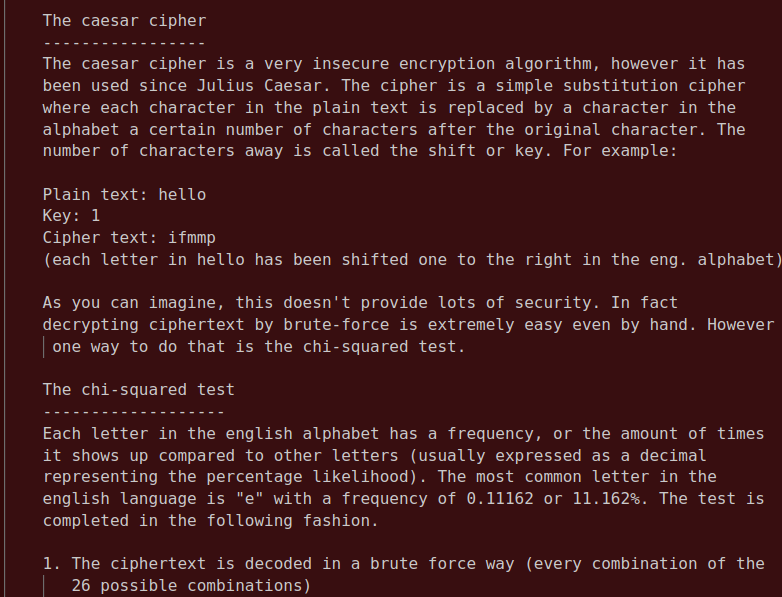 The caesar cipher
-----------------
The caesar cipher is a very insecure encryption algorithm, however it has
been used since Julius Caesar. The cipher is a simple substitution cipher
where each character in the plain text is replaced by a character in the
alphabet a certain number of characters after the original character. The
number of characters away is called the shift or key. For example:
Plain text: hello
Key: 1
Cipher text: ifmmp
(each letter in hello has been shifted one to the right in the eng. alphabet)
As you can imagine, this doesn't provide lots of security. In fact
decrypting ciphertext by brute-force is extremely easy even by hand. However
one way to do that is the chi-squared test.
The chi-squared test
-------------------
Each letter in the english alphabet has a frequency, or the amount of times
it shows up compared to other letters (usually expressed as a decimal
representing the percentage likelihood). The most common letter in the
english language is "e" with a frequency of 0.11162 or 11.162%. The test is
completed in the following fashion.
1. The ciphertext is decoded in a brute force way (every combination of the
26 possible combinations)